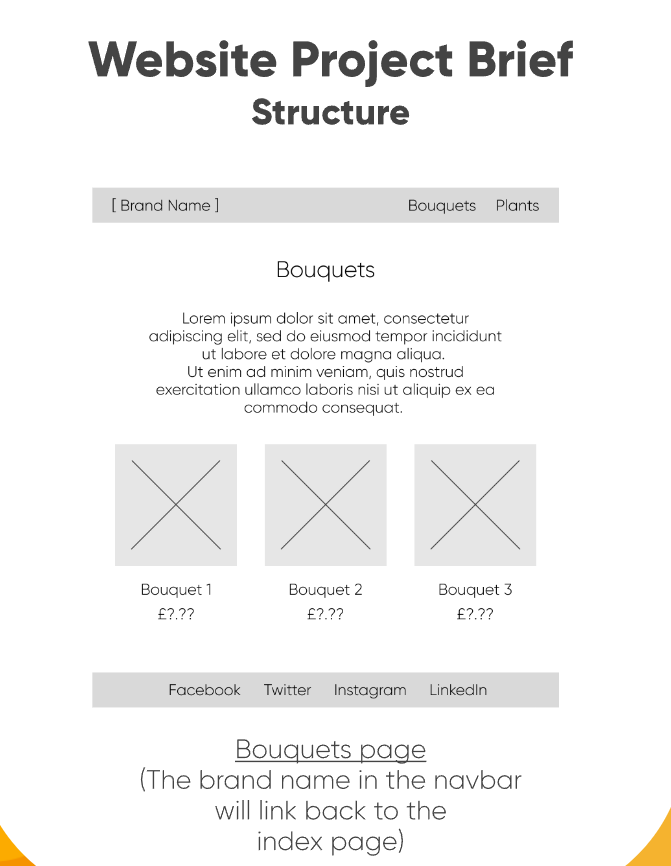 Website Project Brief
Structure
[ Brand Name ] Bouquets Plants
Bouquets
Lorem ipsum dolor sit amet, consectetur
adipiscing elit, sed do eiusmod tempor incididunt
ut labore et dolore magna aliqua.
Ut enim ad minim veniam, quis nostrud
exercitation ullamco laboris nisi ut aliquip ex ea
commodo consequat.
Bouquet 1 Bouquet 2 Bouquet 3
£?.?? £?.?? £?.??
Facebook Twitter Instagram LinkedIn
Bouquets page
(The brand name in the navbar
will link back to the
index page)